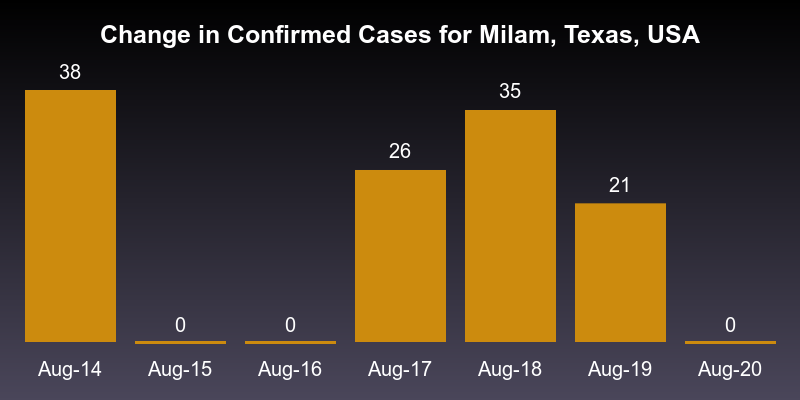 Change in Confirmed Cases for Milam, Texas, USA
38
0
0
26
35
21
0
Aug-14
Aug-15
Aug-16
Aug-17
Aug-18
Aug-19
Aug-20